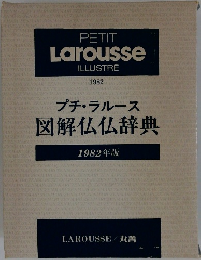 PETIT
Larousse
ILLUSTRÉ
1982
プチ・ラルース
図解仏仏辞典
1982年版
LAROUSSE／丸善